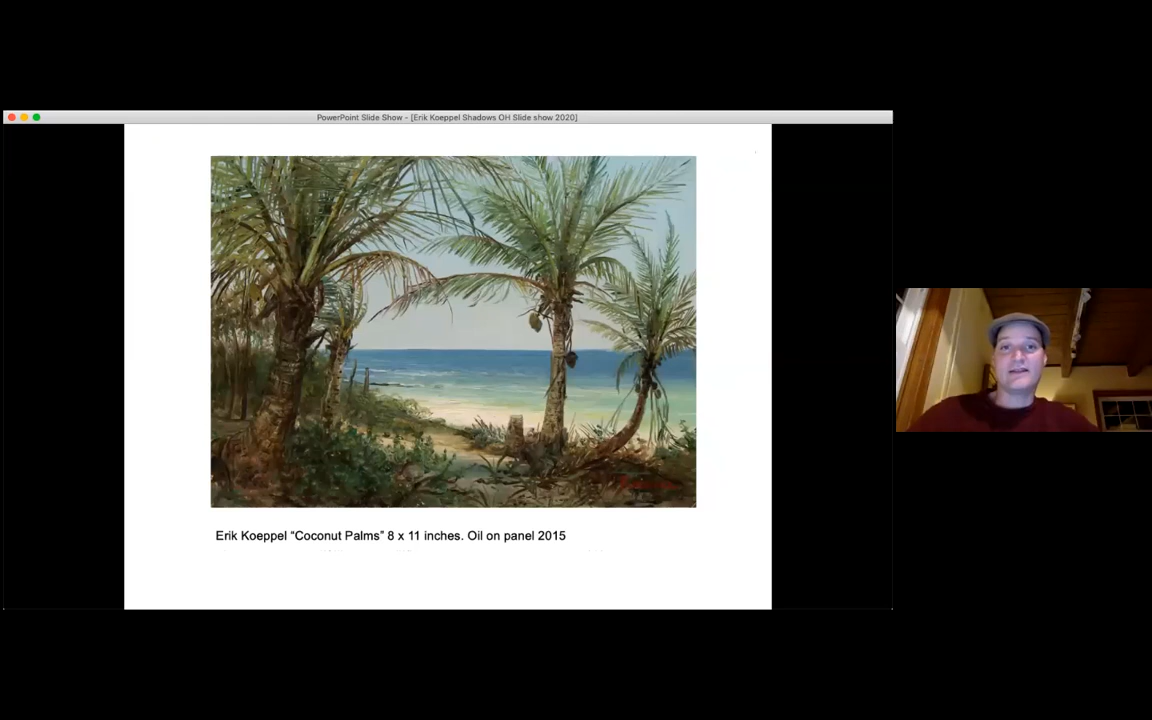 PowerPoint Slide Show - [Erik Koeppel Shadows OH Slide show 2020]
Erik Koeppel “Coconut Palms” 8 x 11 inches. Oil on panel 2015